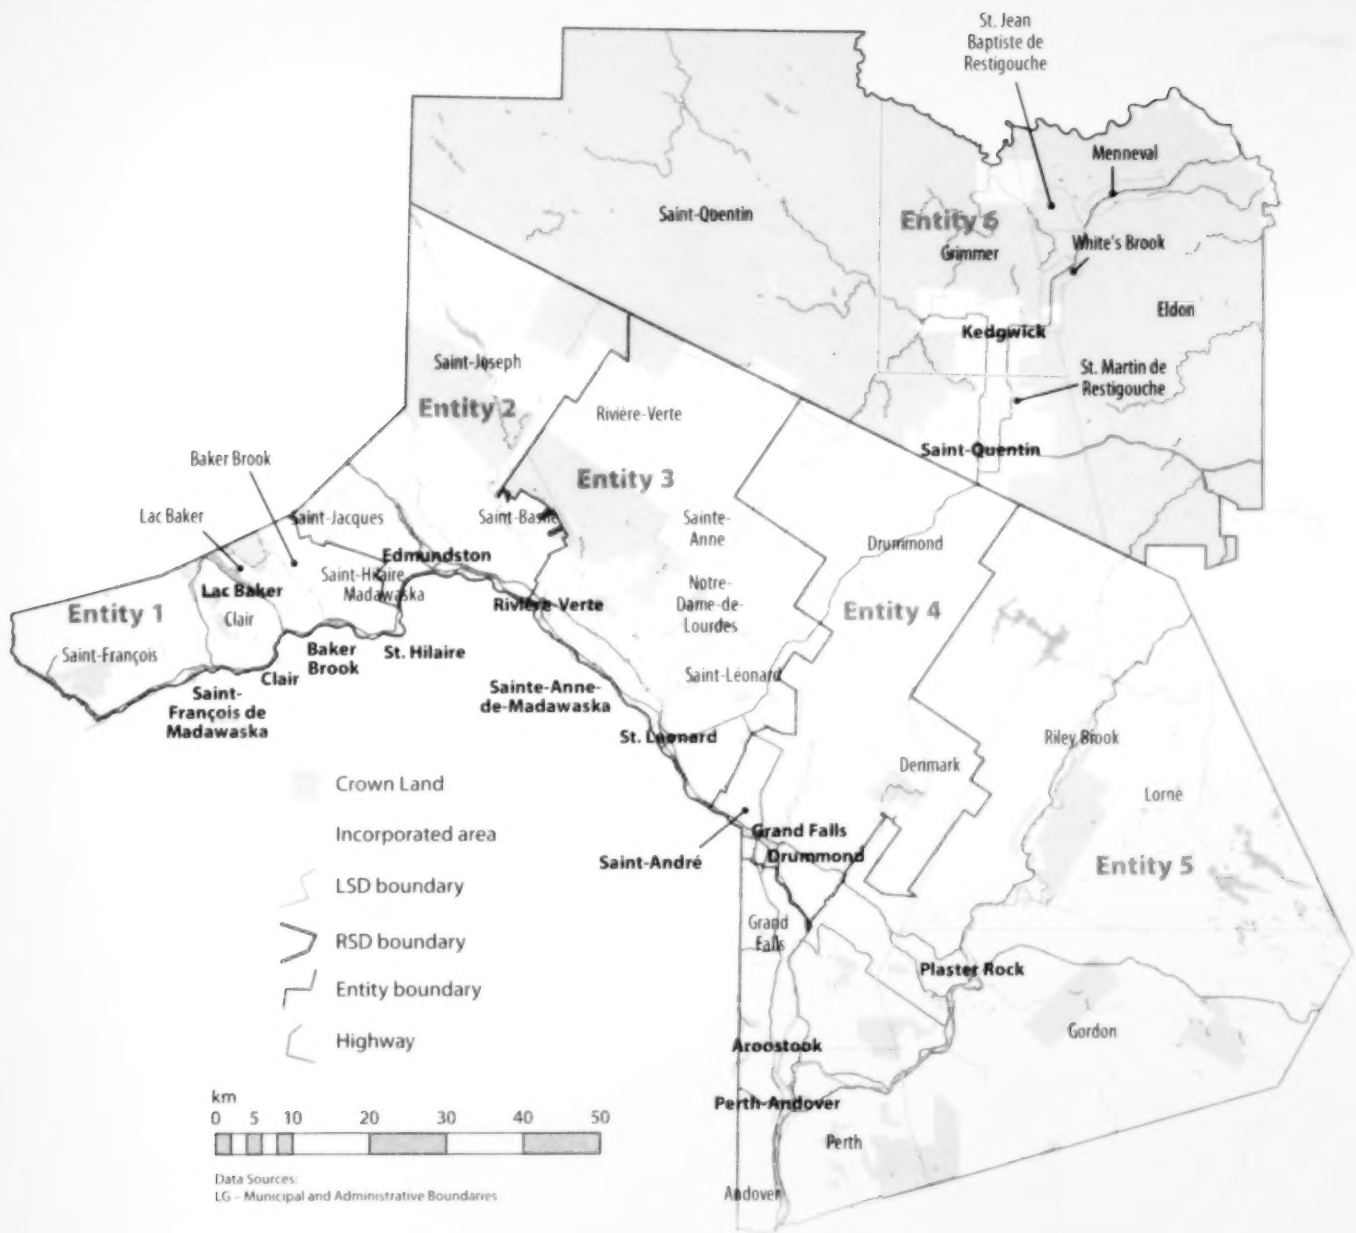 St. Jean
Baptiste de
Restigouche
Menneval
Saint-Quentin
Entity 6
Grimmer
White's Brook
Eldon
Kedgwick
St. Martin de
Restigouche
Saint-Quentin
Saint-Joseph
Entity 2
Rivière-Verte
Baker Brook
Entity 3
Lac Baker
Saint-Jacques
Saint-Basile
Sainte-
Anne
Drummond
Edmundston
Saint-Hilaire
Madawaska
Lac Baker
Clair
Entity 1
Rivière-Verte
Notre-
Dame-de-
Lourdes
Entity 4
Saint-François
Baker
Brook
St. Hilaire
Clair
Saint-
François de
Madawaska
Sainte-Anne-
de-Madawaska
Saint-Léonard
St. Leonard
Riley Brook
Denmark
Lorne
Crown Land
Incorporated area
LSD boundary
RSD boundary
Entity boundary
Highway
Grand Falls
Drummond
Saint-André
Entity 5
Grand
Falls
Plaster Rock
Gordon
Aroostook
Perth-Andover
Perth
Andover
km
0 5 10 20 30 40 50
Data Sources:
LG – Municipal and Administrative Boundaries